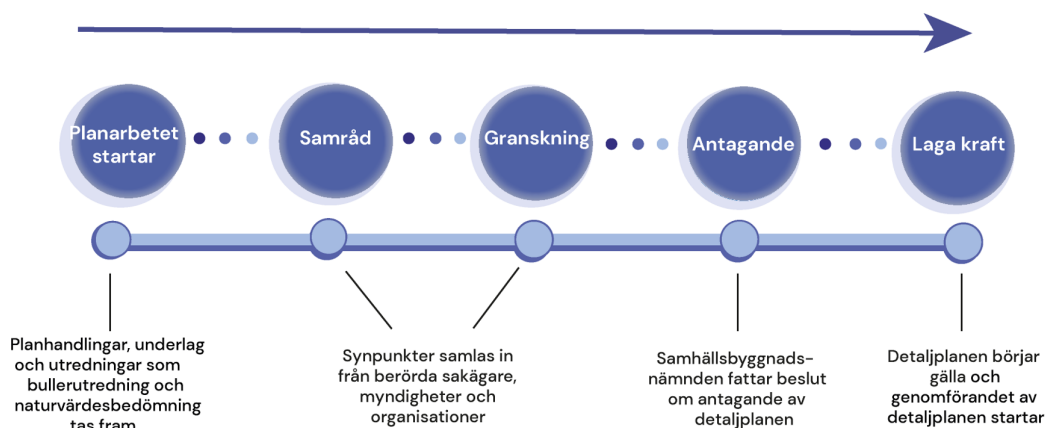 Planarbetet
startar
Samråd
Granskning
Antagande
Laga kraft
Planhandlingar, underlag
och utredningar som
bullerutredning och
naturvärdesbedömning
tas fram
Synpunkter samlas in
från berörda sakägare,
myndigheter och
organisationer
Samhällsbyggnads-
nämnden fattar beslut
om antagande av
detaljplanen
Detaljplanen börjar
gälla och
genomförandet av
detaljplanen startar